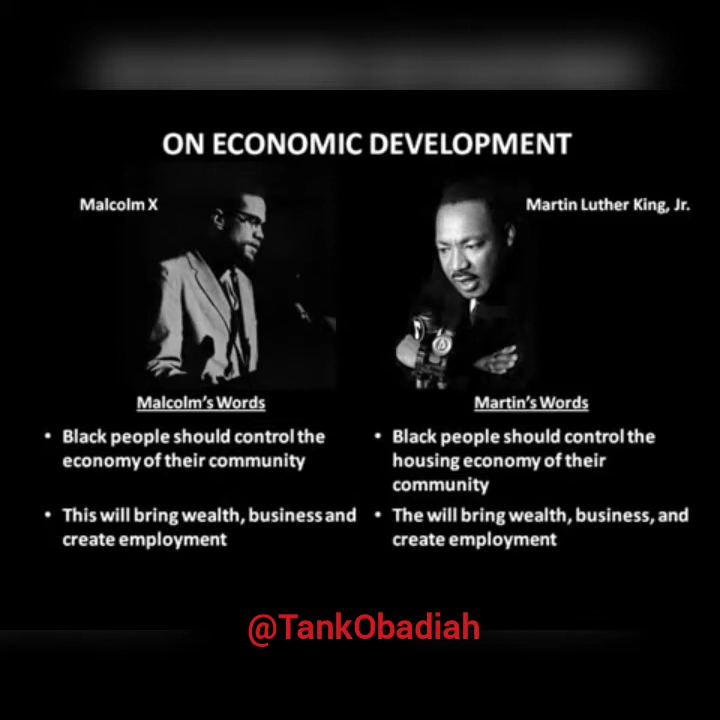 ON ECONOMIC DEVELOPMENT
Malcolm X
Martin Luther King, Jr.
Malcolm's Words
• Black people should control the
economy of their community
• This will bring wealth, business and
create employment
Martin's Words
• Black people should control the
housing economy of their
community
• The will bring wealth, business, and
create employment
@TankObadiah